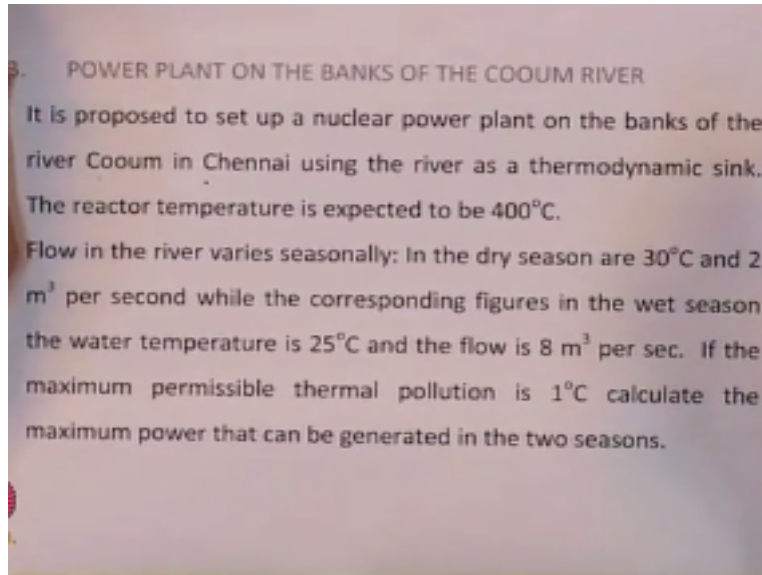 3. POWER PLANT ON THE BANKS OF THE COOUM RIVER
It is proposed to set up a nuclear power plant on the banks of the
river Cooum in Chennai using the river as a thermodynamic sink.
The reactor temperature is expected to be 400°C.
Flow in the river varies seasonally: In the dry season are 30°C and 2
m³ per second while the corresponding figures in the wet season
the water temperature is 25°C and the flow is 8 m³ per sec. If the
maximum permissible thermal pollution is 1°C calculate the
maximum power that can be generated in the two seasons.